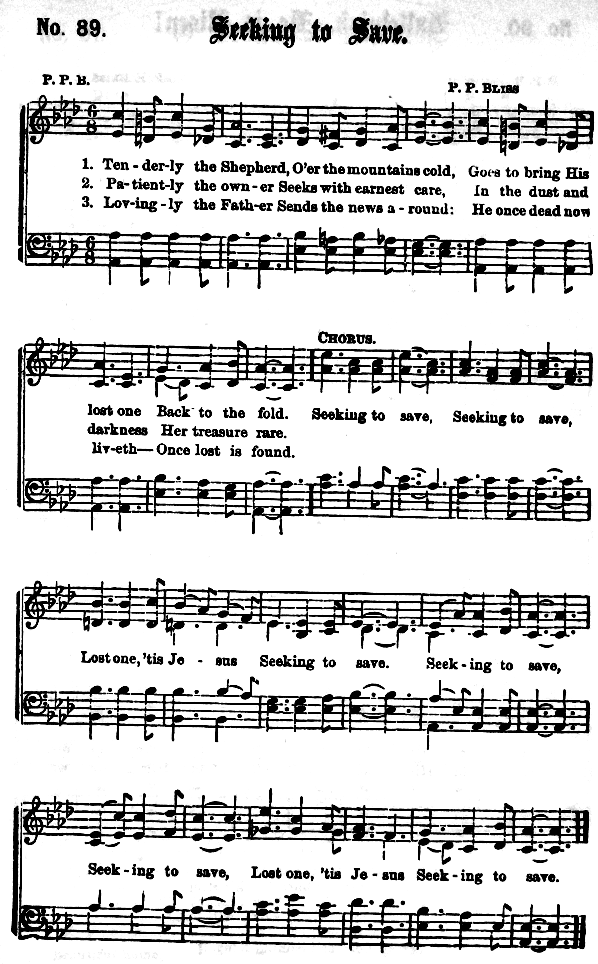 No. 89. Seeking to Save.
P. P. B. P. P. BLISS
1. Ten - der-ly the Shepherd, O'er the mountains cold, Goes to bring His
2. Pa-tient-ly the own-er Seeks with earnest care, In the dust and
3. Lov-ing-ly the Fath-er Sends the news a-round: He once dead now
CHORUS.
lost one Back to the fold. Seeking to save, Seeking to save,
darkness Her treasure rare.
liv-eth— Once lost is found.
Lost one, 'tis Je - sus Seeking to save. Seek-ing to save,
Seek-ing to save, Lost one, 'tis Je-sus Seek-ing to save.